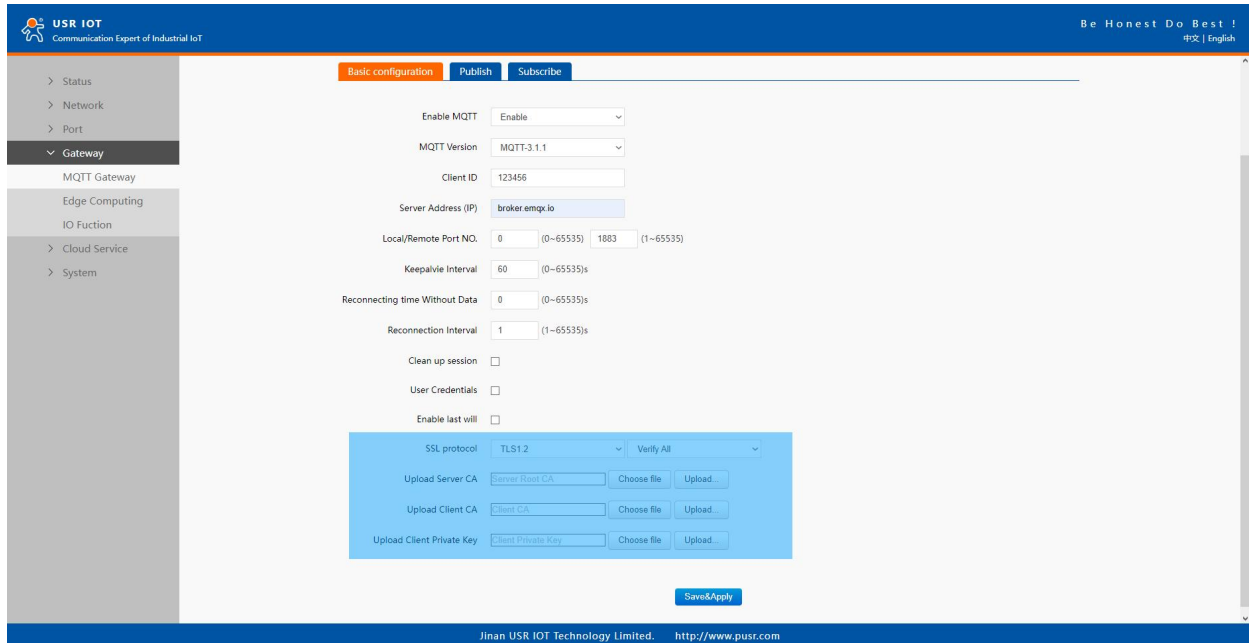 USR IOT
Communication Expert of Industrial IoT
Be Honest Do Best !
中文 | English
Status
Network
Port
Gateway
MQTT Gateway
Edge Computing
IO Fuction
Cloud Service
System
Basic configuration Publish Subscribe
Enable MQTT Enable
MQTT Version MQTT-3.1.1
Client ID 123456
Server Address (IP) broker.emqx.io
Local/Remote Port NO. 0 (0~65535) 1883 (1~65535)
Keepalvie Interval 60 (0~65535)s
Reconnecting time Without Data 0 (0~65535)s
Reconnection Interval 1 (1~65535)s
Clean up session
User Credentials
Enable last will
SSL protocol TLS1.2 Verify All
Upload Server CA Server Root CA Choose file Upload...
Upload Client CA Client CA Choose file Upload...
Upload Client Private Key Client Private Key Choose file Upload...
Save&Apply
Jinan USR IOT Technology Limited. http://www.pusr.com